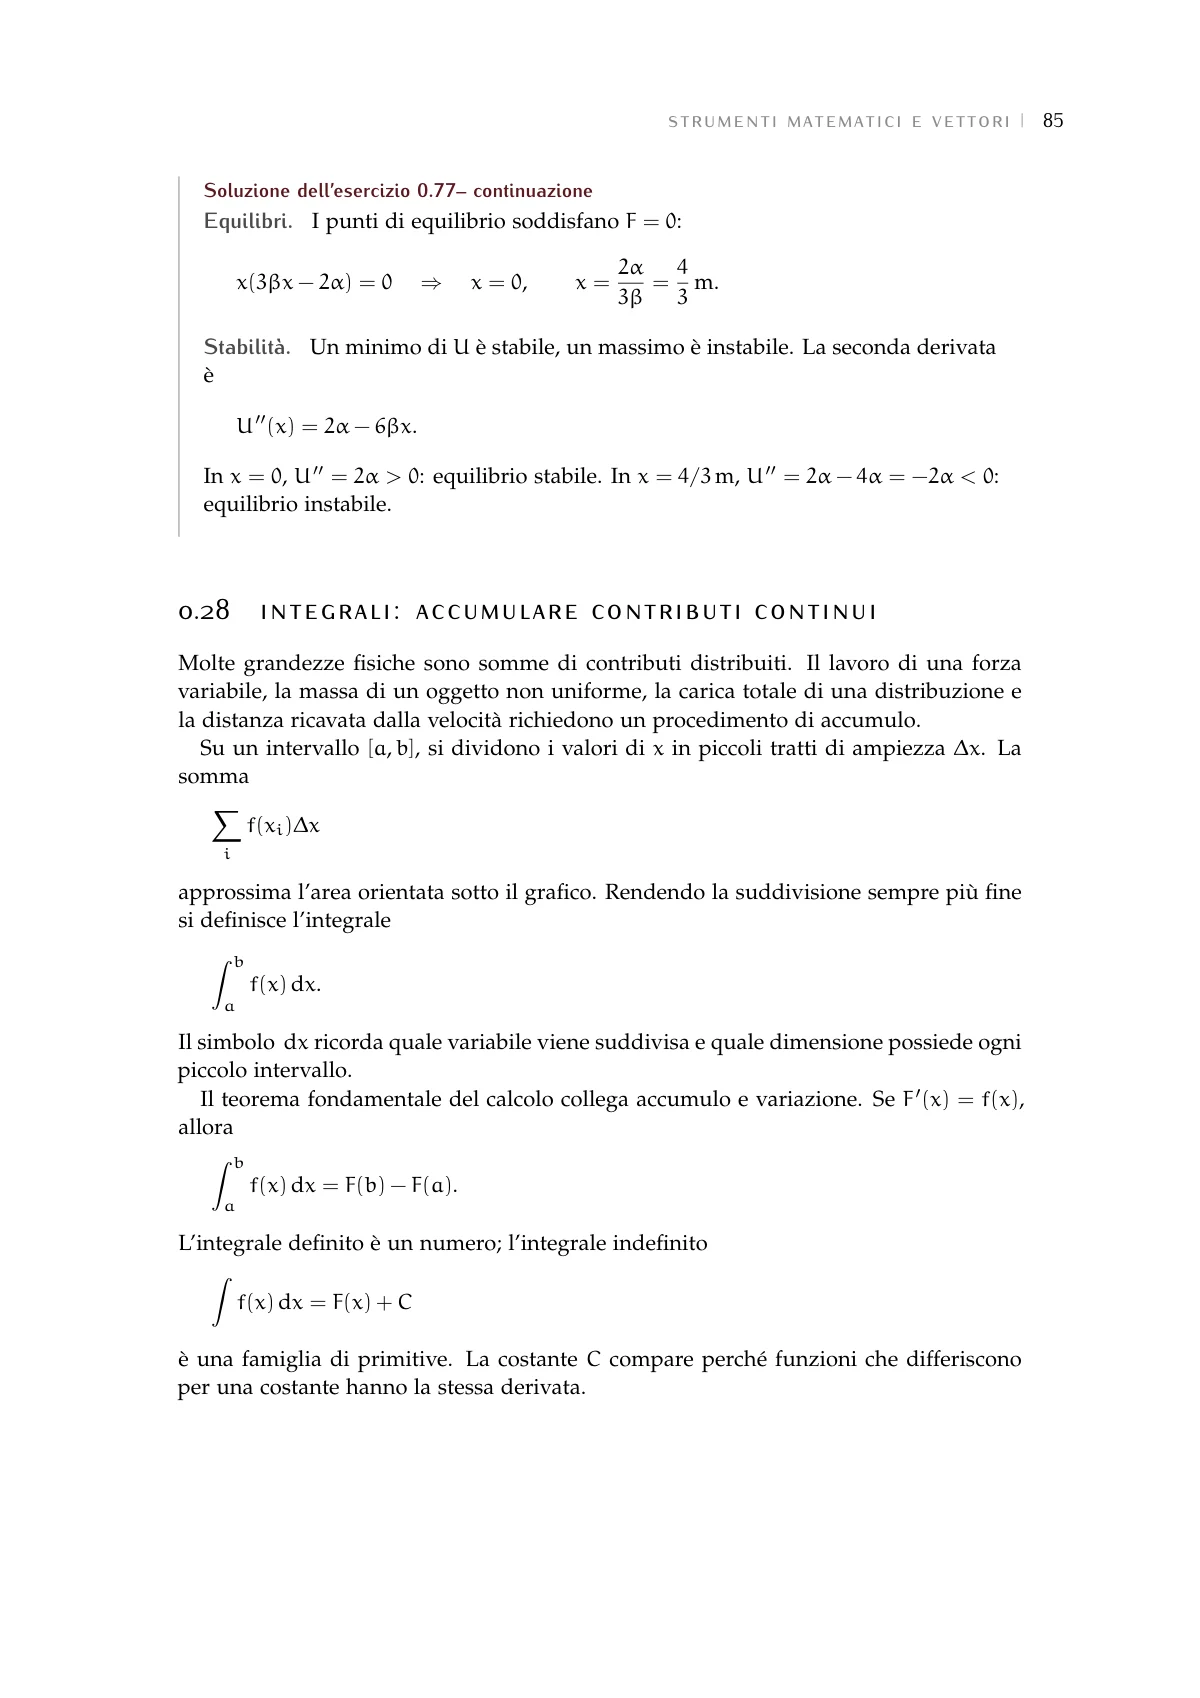 STRUMENTI MATEMATICI E VETTORI | 85
Soluzione dell'esercizio 0.77– continuazione
Equilibri. I punti di equilibrio soddisfano F = 0:
x(3βx − 2α) = 0 ⇒ x = 0, x = 2α/3β = 4/3 m.
Stabilità. Un minimo di U è stabile, un massimo è instabile. La seconda derivata
è
U′′(x) = 2α − 6βx.
In x = 0, U′′ = 2α > 0: equilibrio stabile. In x = 4/3 m, U′′ = 2α − 4α = −2α < 0:
equilibrio instabile.
0.28 INTEGRALI: ACCUMULARE CONTRIBUTI CONTINUI
Molte grandezze fisiche sono somme di contributi distribuiti. Il lavoro di una forza
variabile, la massa di un oggetto non uniforme, la carica totale di una distribuzione e
la distanza ricavata dalla velocità richiedono un procedimento di accumulo.
Su un intervallo [a, b], si dividono i valori di x in piccoli tratti di ampiezza Δx. La
somma
∑_i f(x_i)Δx
approssima l'area orientata sotto il grafico. Rendendo la suddivisione sempre più fine
si definisce l'integrale
∫_a^b f(x) dx.
Il simbolo dx ricorda quale variabile viene suddivisa e quale dimensione possiede ogni
piccolo intervallo.
Il teorema fondamentale del calcolo collega accumulo e variazione. Se F′(x) = f(x),
allora
∫_a^b f(x) dx = F(b) − F(a).
L'integrale definito è un numero; l'integrale indefinito
∫ f(x) dx = F(x) + C
è una famiglia di primitive. La costante C compare perché funzioni che differiscono
per una costante hanno la stessa derivata.